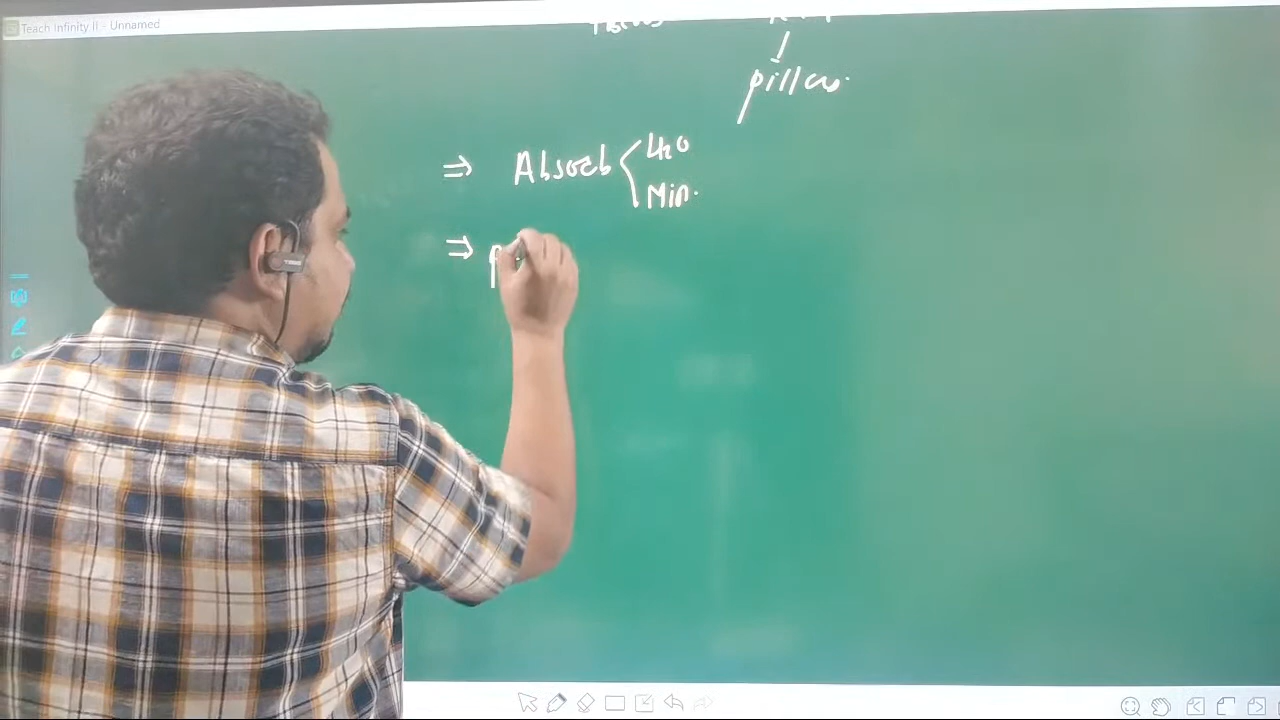 Teach Infinity II - Unnamed
pillar.
⇒ Absorb H2O
Min.
⇒ p